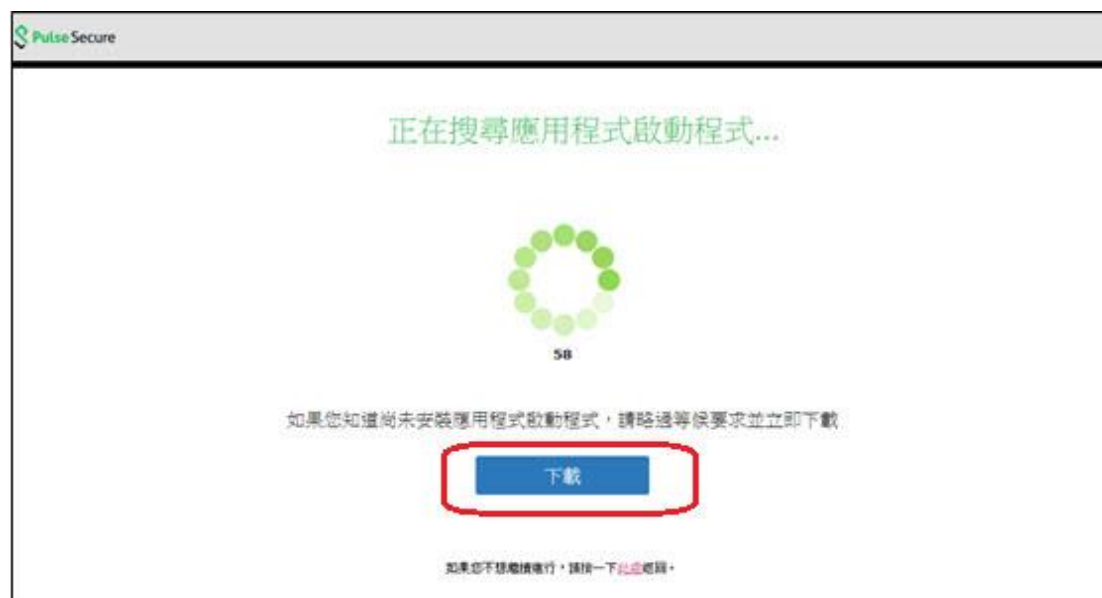 Pulse Secure
正在搜尋應用程式啟動程式...
58
如果您知道尚未安裝應用程式啟動程式，請略過等候要求並立即下載
下載
如果您不想繼續進行，請按一下此處返回。